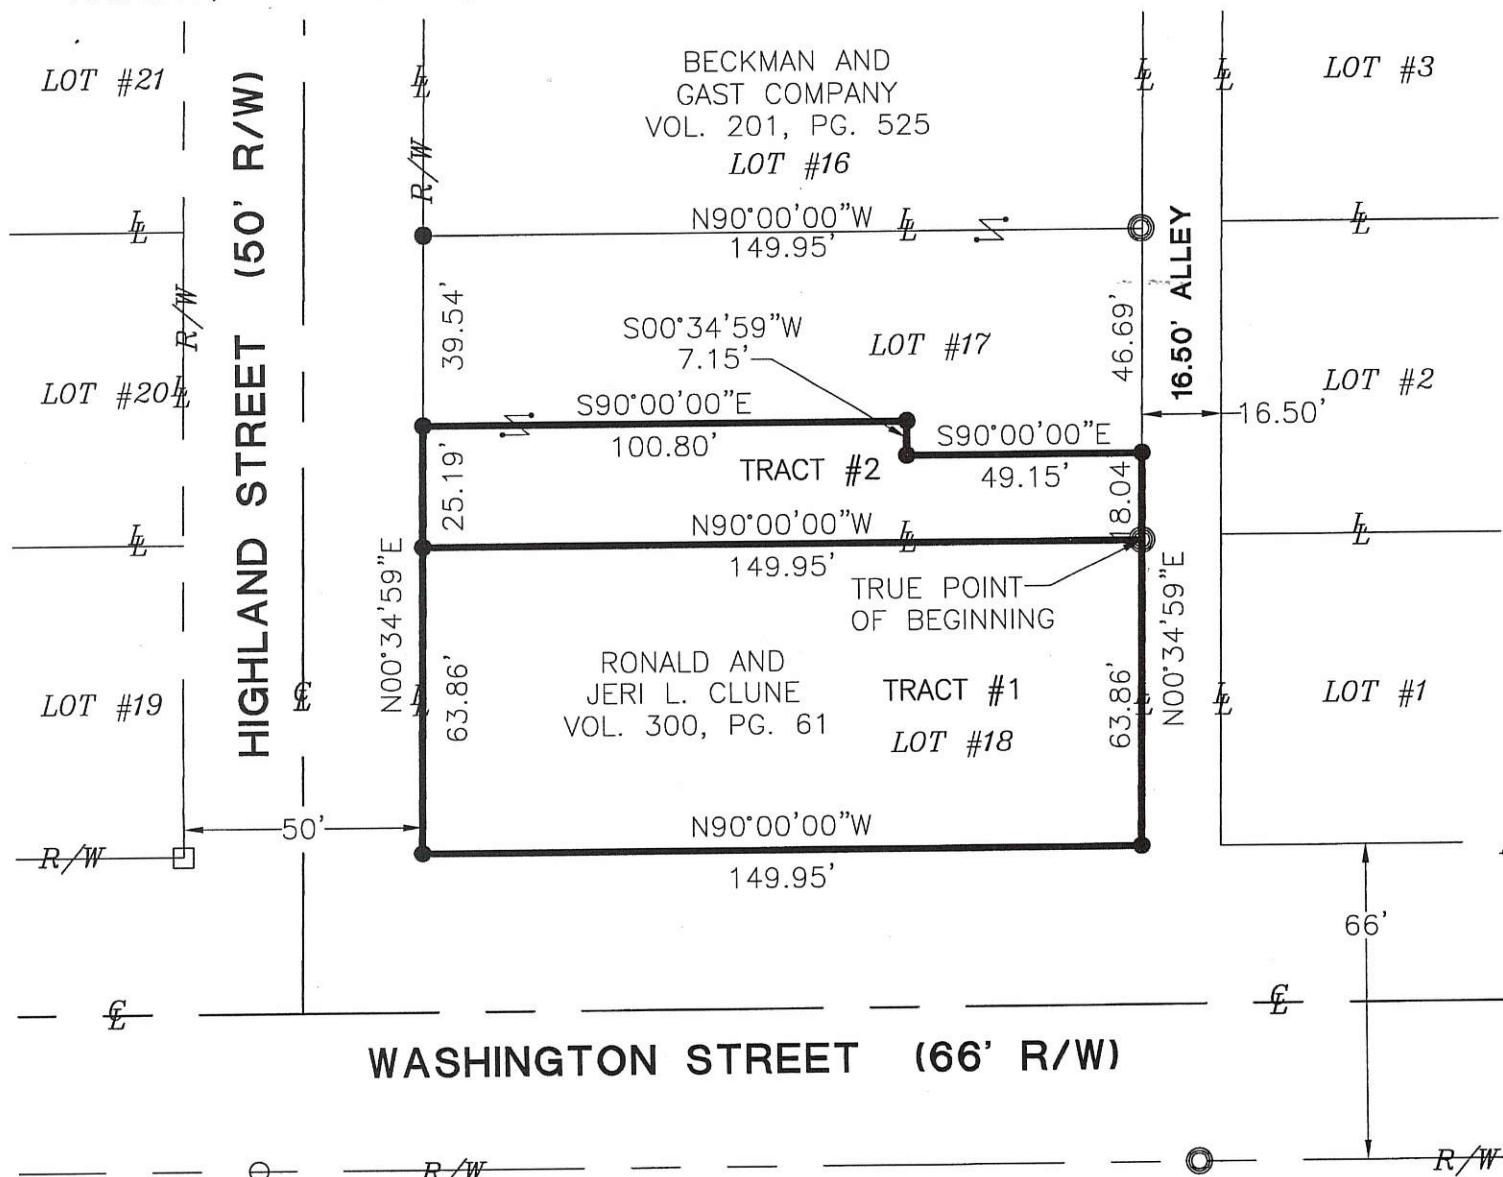 LOT #21
HIGHLAND STREET (50' R/W)
BECKMAN AND
GAST COMPANY
VOL. 201, PG. 525
LOT #16
LOT #3
R/W
N90°00'00"W
149.95'
16.50' ALLEY
R/W
39.54'
S00°34'59"W
7.15'
LOT #17
46.69'
LOT #20
LOT #2
16.50'
S90°00'00"E
100.80'
S90°00'00"E
49.15'
TRACT #2
25.19'
18.04
N90°00'00"W
149.95'
TRUE POINT
OF BEGINNING
N00°34'59"E
N00°34'59"E
63.86'
RONALD AND
JERI L. CLUNE
VOL. 300, PG. 61
TRACT #1
LOT #18
63.86'
LOT #19
LOT #1
50'
N90°00'00"W
149.95'
R/W
66'
WASHINGTON STREET (66' R/W)
R/W
R/W